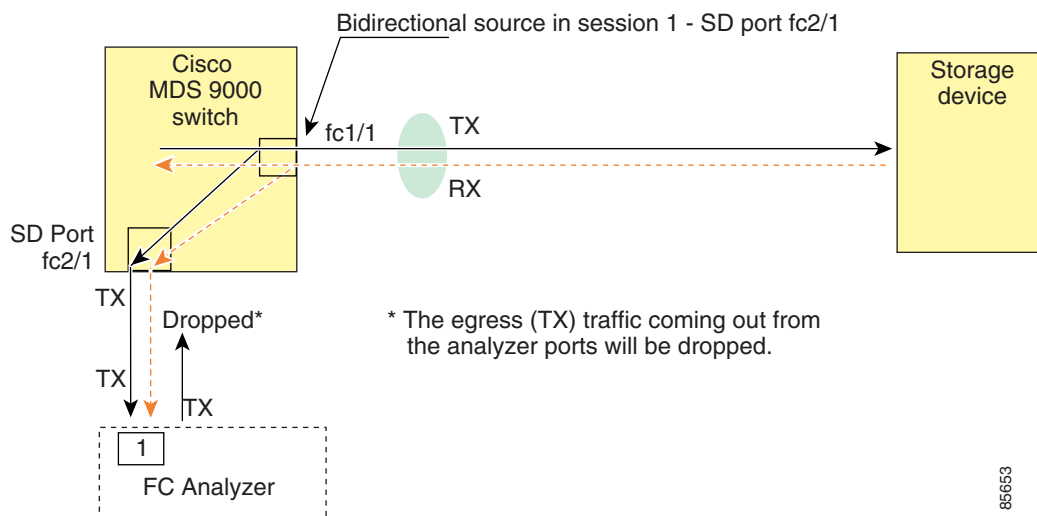 Bidirectional source in session 1 - SD port fc2/1
Cisco
MDS 9000
switch
Storage
device
fc1/1
TX
RX
SD Port
fc2/1
TX
Dropped*
* The egress (TX) traffic coming out from
the analyzer ports will be dropped.
TX
TX
1
FC Analyzer
85653